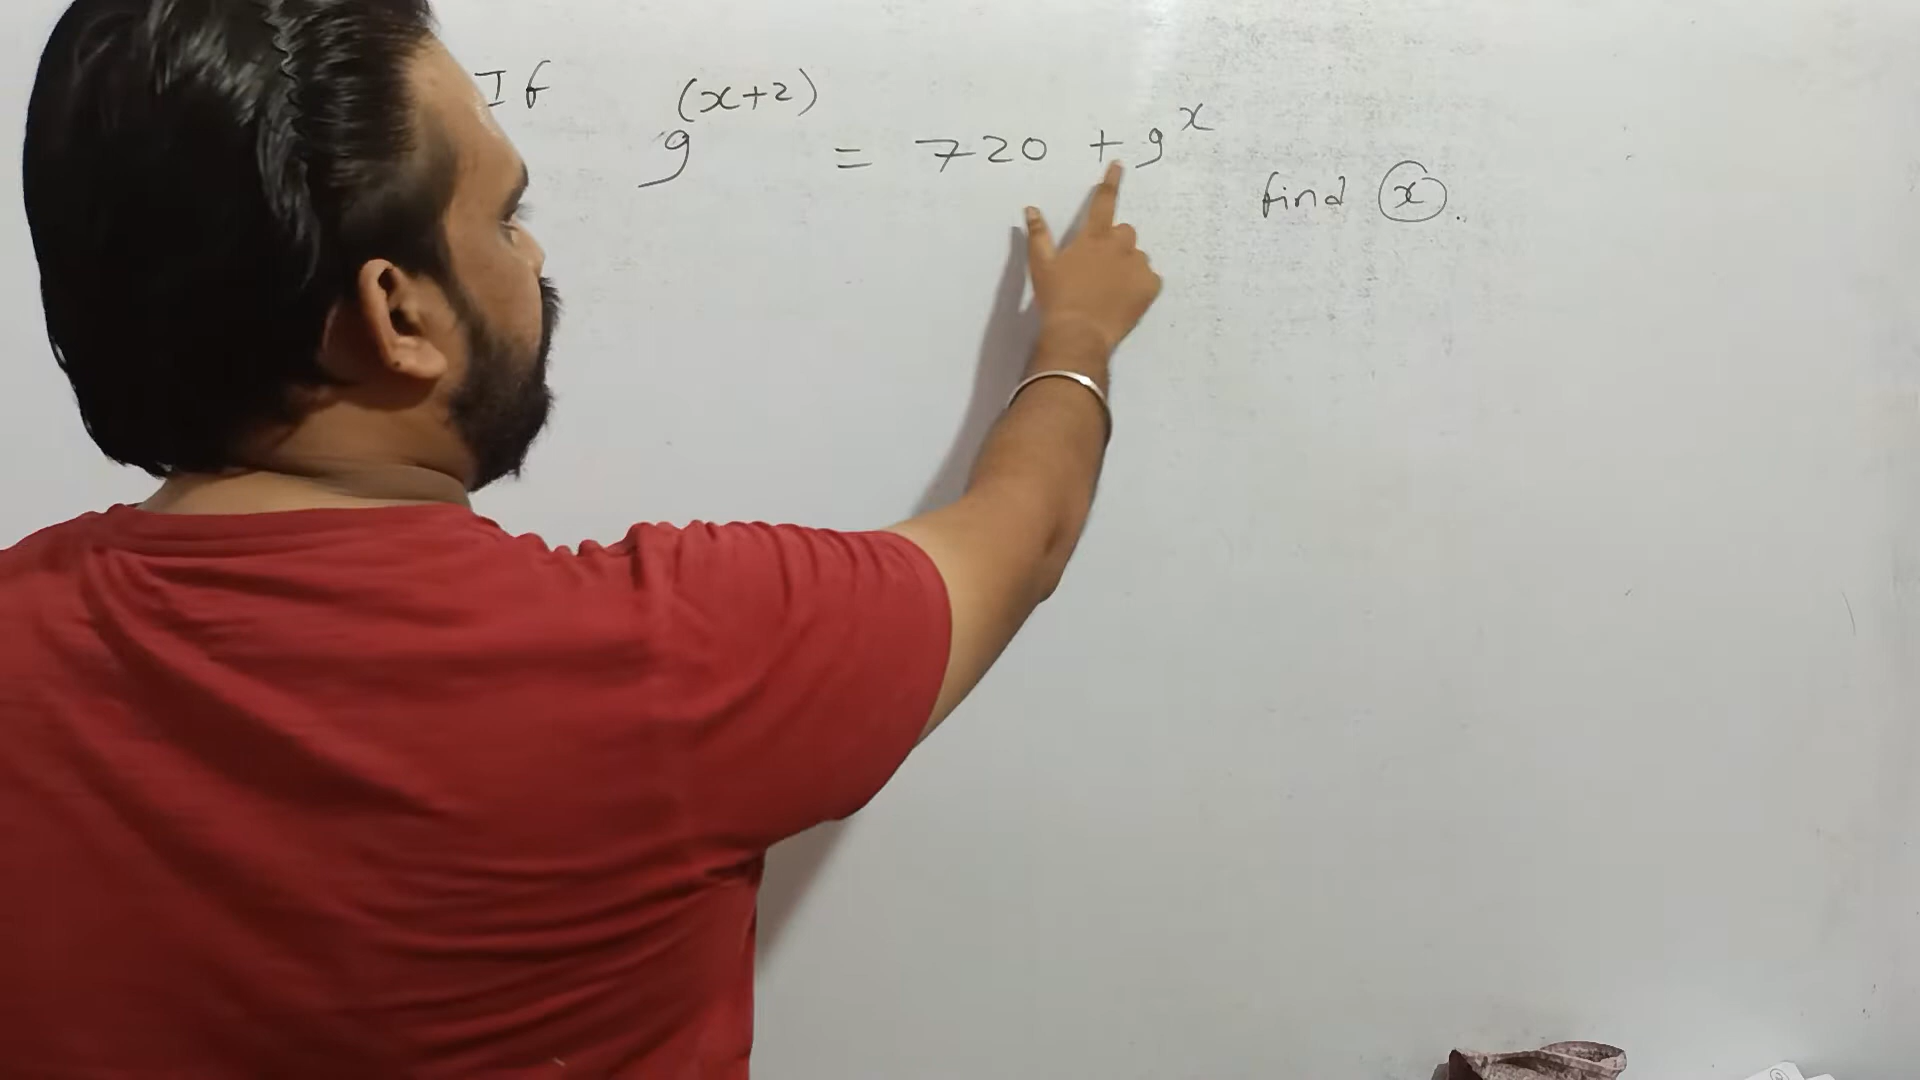 If 9^(x+2) = 720 + 9^x
find x.